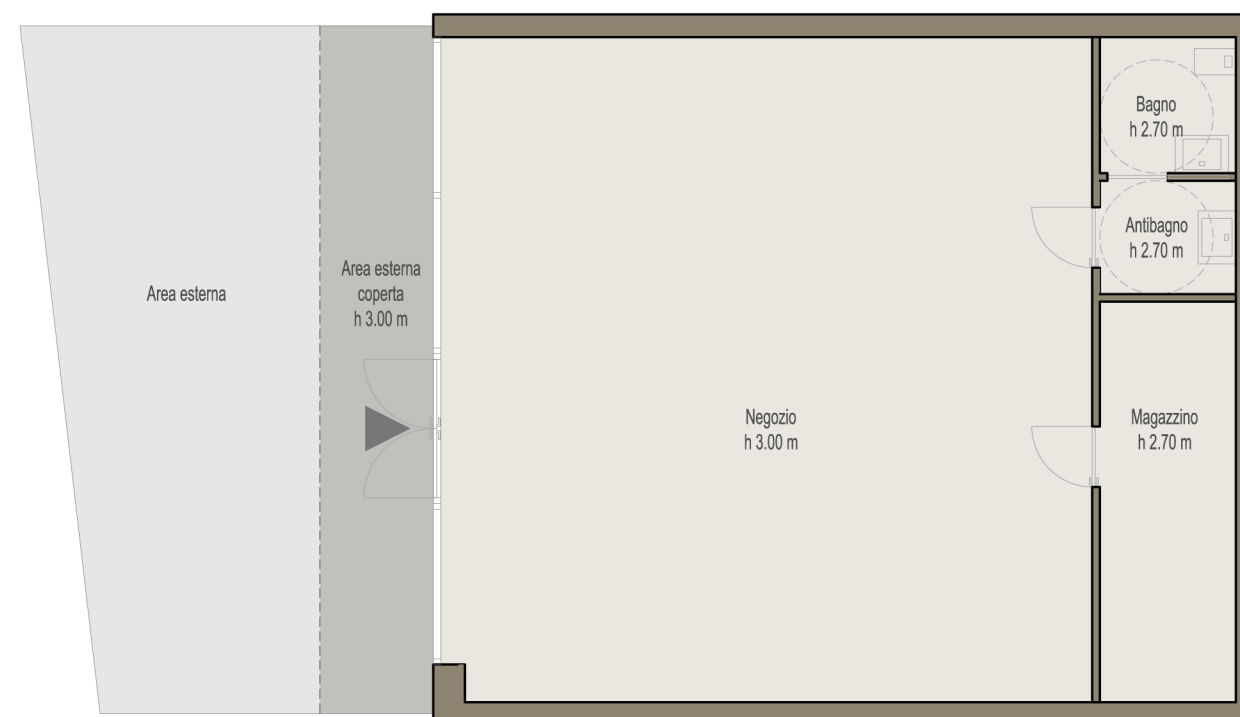 Area esterna
Area esterna
coperta
h 3.00 m
Negozio
h 3.00 m
Bagno
h 2.70 m
Antibagno
h 2.70 m
Magazzino
h 2.70 m